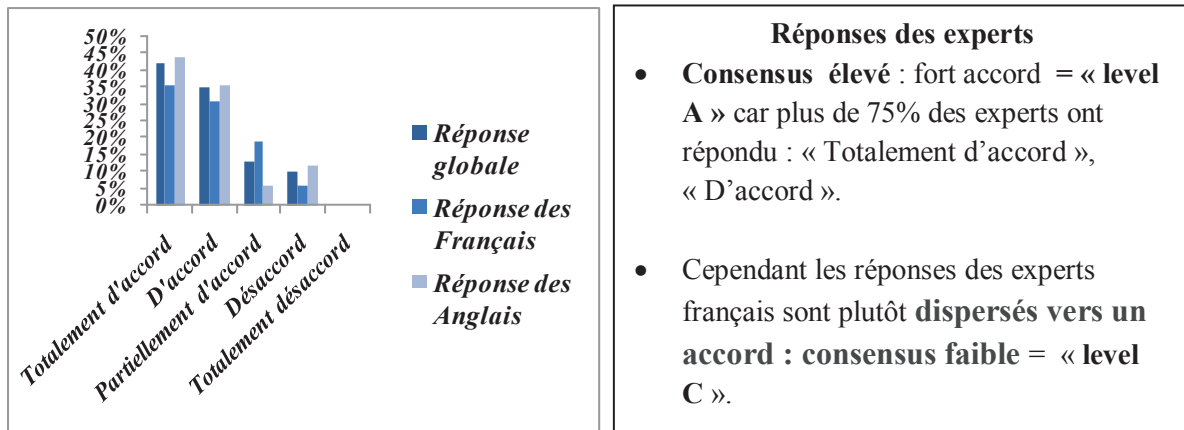 50%
45%
40%
35%
30%
25%
20%
15%
10%
5%
0%
Totalement d'accord
D'accord
Partiellement d'accord
Désaccord
Totalement désaccord
Réponse
globale
Réponse des
Français
Réponse des
Anglais
Réponses des experts
• Consensus élevé : fort accord = « level
A » car plus de 75% des experts ont
répondu : « Totalement d’accord »,
« D’accord ».
• Cependant les réponses des experts
français sont plutôt dispersés vers un
accord : consensus faible = « level
C ».